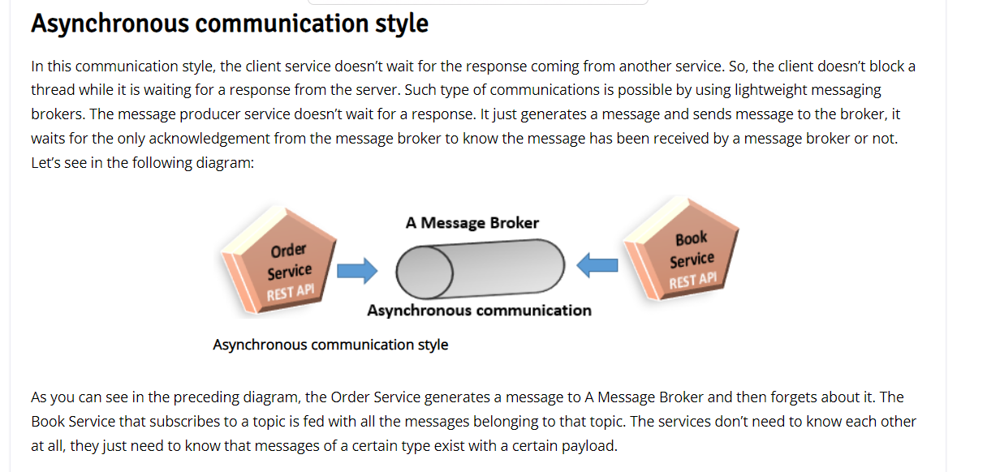 Asynchronous communication style
In this communication style, the client service doesn’t wait for the response coming from another service. So, the client doesn’t block a
thread while it is waiting for a response from the server. Such type of communications is possible by using lightweight messaging
brokers. The message producer service doesn’t wait for a response. It just generates a message and sends message to the broker, it
waits for the only acknowledgement from the message broker to know the message has been received by a message broker or not.
Let’s see in the following diagram:
A Message Broker
Order
Service
REST API
Book
Service
REST API
Asynchronous communication
Asynchronous communication style
As you can see in the preceding diagram, the Order Service generates a message to A Message Broker and then forgets about it. The
Book Service that subscribes to a topic is fed with all the messages belonging to that topic. The services don’t need to know each other
at all, they just need to know that messages of a certain type exist with a certain payload.